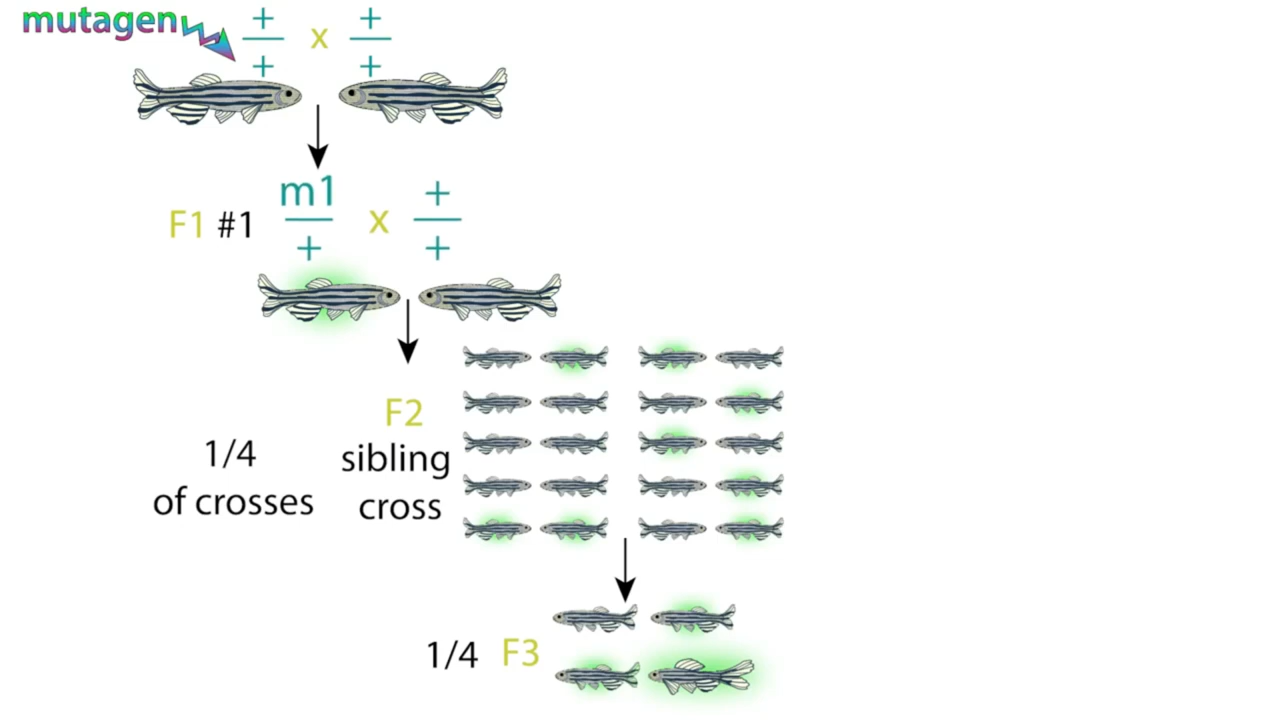 mutagen
+ x +
+ +
m1 +
F1 #1 x
+ +
F2
1/4 sibling
of crosses cross
1/4 F3